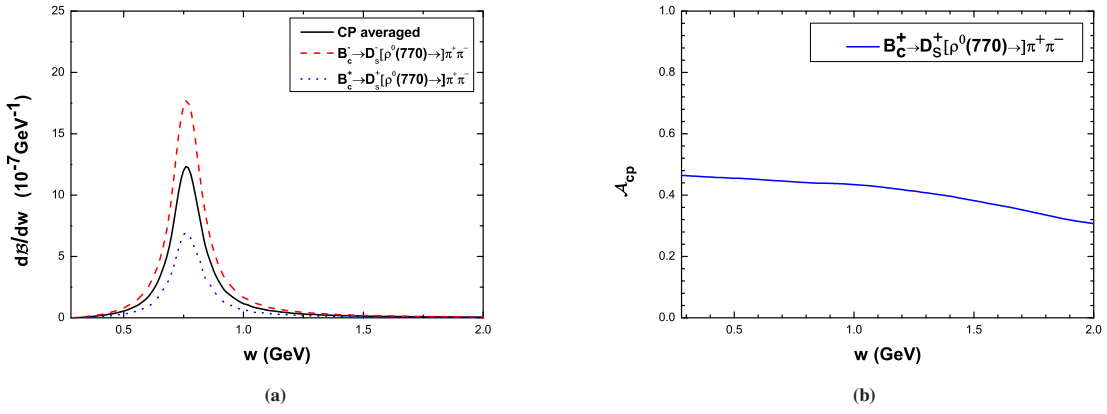 25
20
15
10
5
0
0.5
1.0
1.5
2.0
dℬ/dw (10⁻⁷GeV⁻¹)
w (GeV)
CP averaged
B_c^-→D_s^-[ρ⁰(770)→]π⁺π⁻
B_c^+→D_s^+[ρ⁰(770)→]π⁺π⁻
(a)
1.0
0.8
0.6
0.4
0.2
0.0
0.5
1.0
1.5
2.0
𝒜_cp
w (GeV)
B_c^+→D_s^+[ρ⁰(770)→]π⁺π⁻
(b)